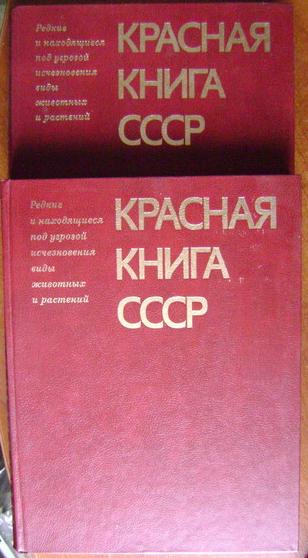 Редкие
и находящиеся
под угрозой
исчезновения
виды
животных
и растений
КРАСНАЯ
КНИГА
СССР
Редкие
и находящиеся
под угрозой
исчезновения
виды
животных
и растений
КРАСНАЯ
КНИГА
СССР